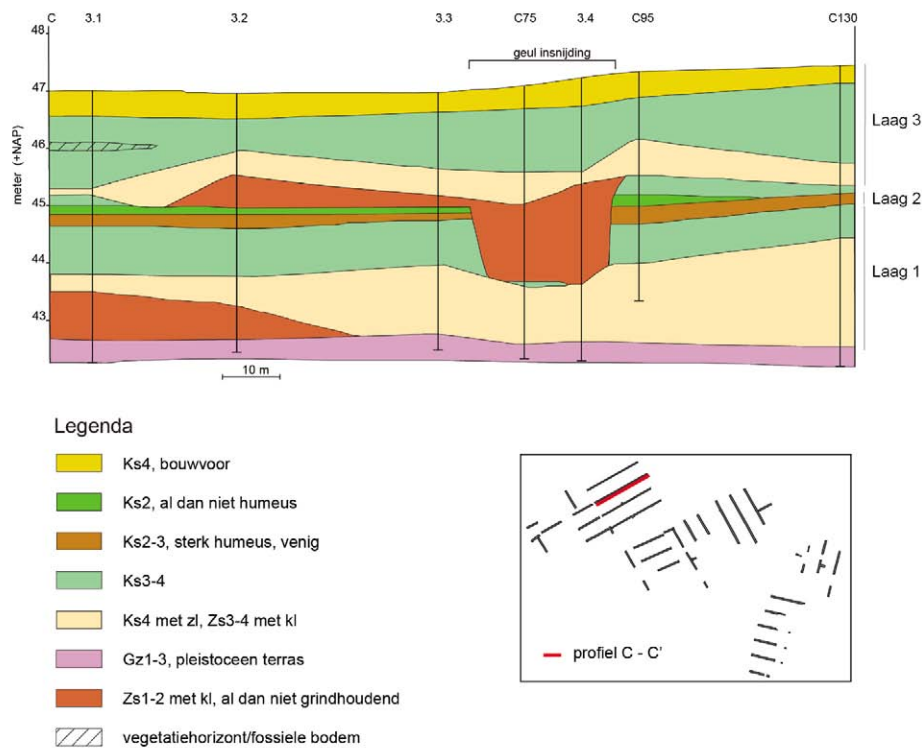 C 3.1 3.2 3.3 C75 3.4 C95 C130
48
geul insnijding
47
46
45
44
43
meter (+NAP)
Laag 3
Laag 2
Laag 1
10 m
Legenda
Ks4, bouwvoor
Ks2, al dan niet humeus
Ks2-3, sterk humeus, venig
Ks3-4
Ks4 met zl, Zs3-4 met kl
Gz1-3, pleistoceen terras
Zs1-2 met kl, al dan niet grindhoudend
vegetatiehorizont/fossiele bodem
profiel C - C'